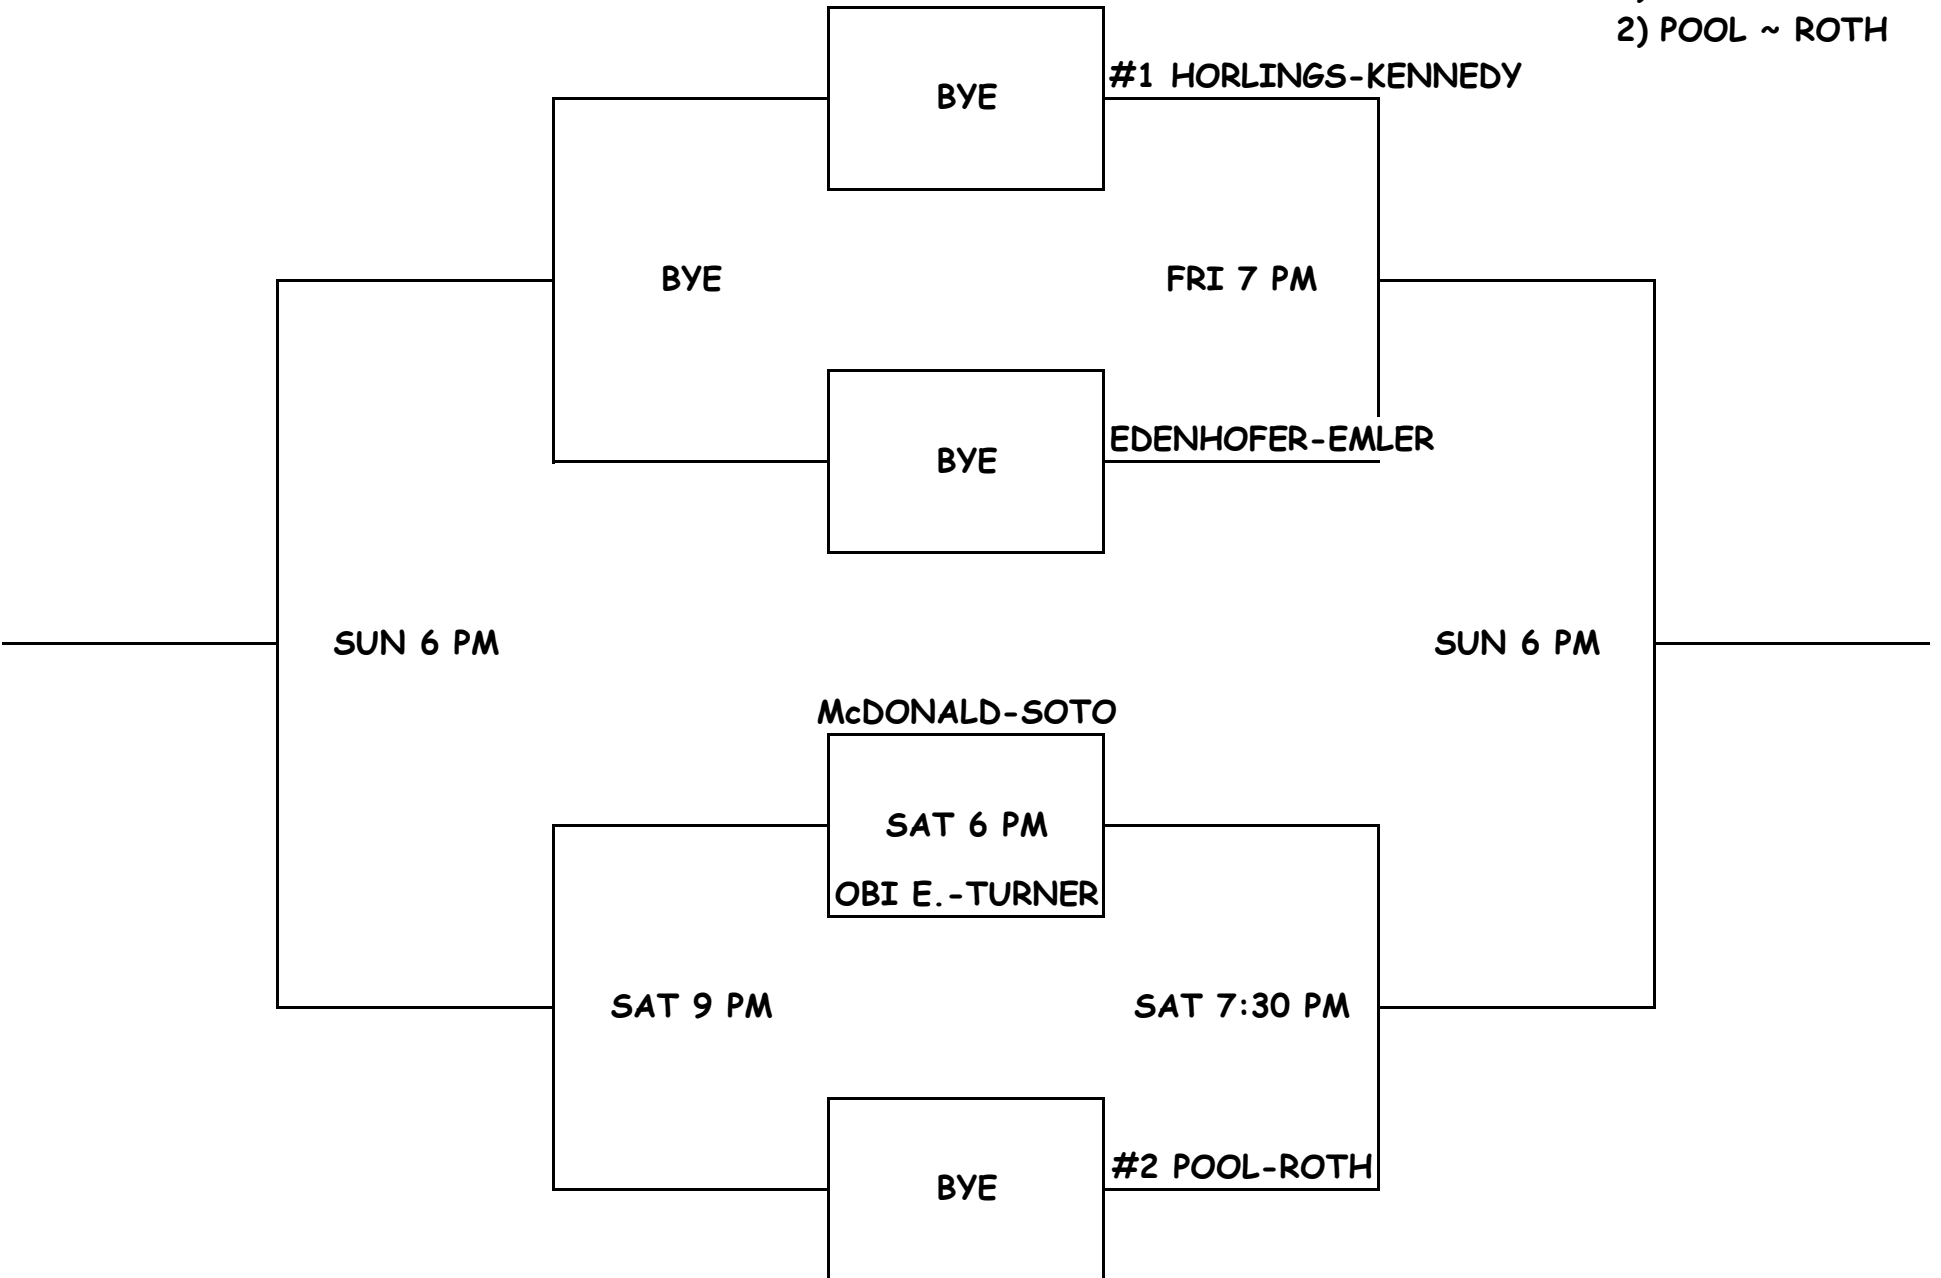 2) POOL ~ ROTH
#1 HORLINGS-KENNEDY
BYE
BYE
FRI 7 PM
EDENHOFER-EMLER
BYE
SUN 6 PM
SUN 6 PM
McDONALD-SOTO
SAT 6 PM
OBI E.-TURNER
SAT 9 PM
SAT 7:30 PM
#2 POOL-ROTH
BYE